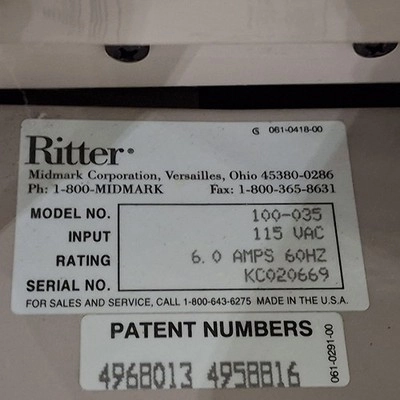 G 061-0418-00
Ritter®
Midmark Corporation, Versailles, Ohio 45380-0286
Ph: 1-800-MIDMARK Fax: 1-800-365-8631
MODEL NO. 100-035
INPUT 115 VAC
RATING 6.0 AMPS 60HZ
SERIAL NO. KC020669
FOR SALES AND SERVICE, CALL 1-800-643-6275 MADE IN THE U.S.A.
PATENT NUMBERS
4968013 4958816
061-0291-00